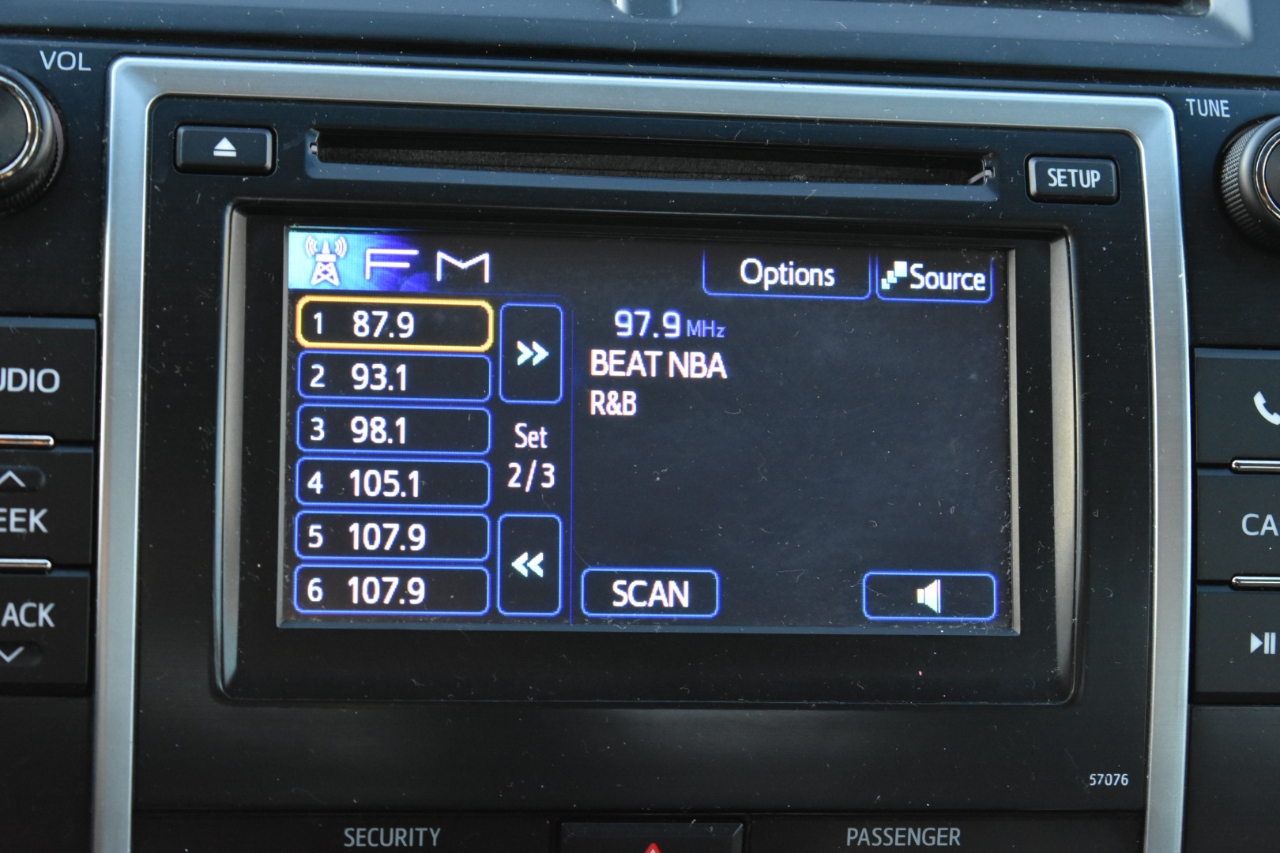 VOL
TUNE
SETUP
FM
Options
Source
1 87.9
2 93.1
3 98.1
4 105.1
5 107.9
6 107.9
Set
2/3
97.9 MHz
BEAT NBA
R&B
SCAN
UDIO
EEK
ACK
CA
57076
SECURITY
PASSENGER